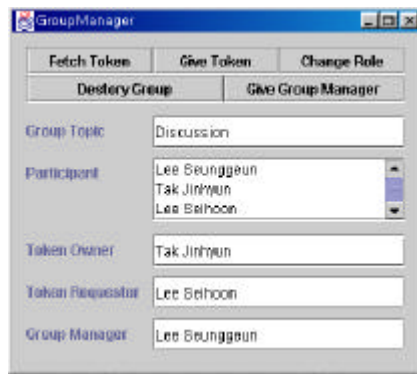 GroupManager
Fetch Token Give Token Change Role
Destory Group Give Group Manager
Group Topic Discussion
Participant Lee Seunggeun
Tak Jinhyun
Lee Seihoon
Token Owner Tak Jinhyun
Token Requestor Lee Seihoon
Group Manager Lee Seunggeun